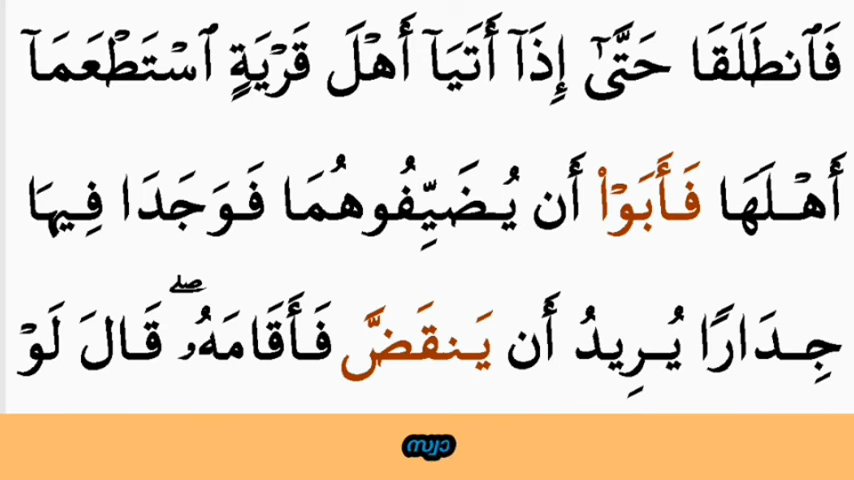 فَٱنطَلَقَا حَتَّىٰٓ إِذَآ أَتَيَآ أَهْلَ قَرْيَةٍ ٱسْتَطْعَمَآ
أَهْلَهَا فَأَبَوْا۟ أَن يُضَيِّفُوهُمَا فَوَجَدَا فِيهَا
جِدَارًا يُرِيدُ أَن يَنقَضَّ فَأَقَامَهُۥ ۖ قَالَ لَوْ
സ്വാ